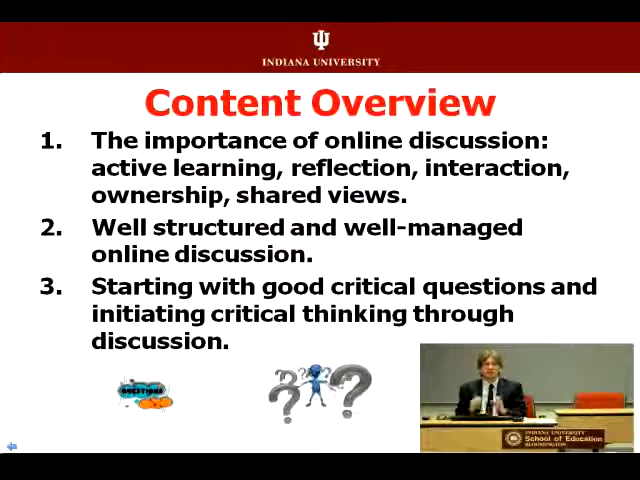 INDIANA UNIVERSITY
Content Overview
1. The importance of online discussion:
active learning, reflection, interaction,
ownership, shared views.
2. Well structured and well-managed
online discussion.
3. Starting with good critical questions and
initiating critical thinking through
discussion.
QUESTIONS
INDIANA UNIVERSITY
School of Education
BLOOMINGTON